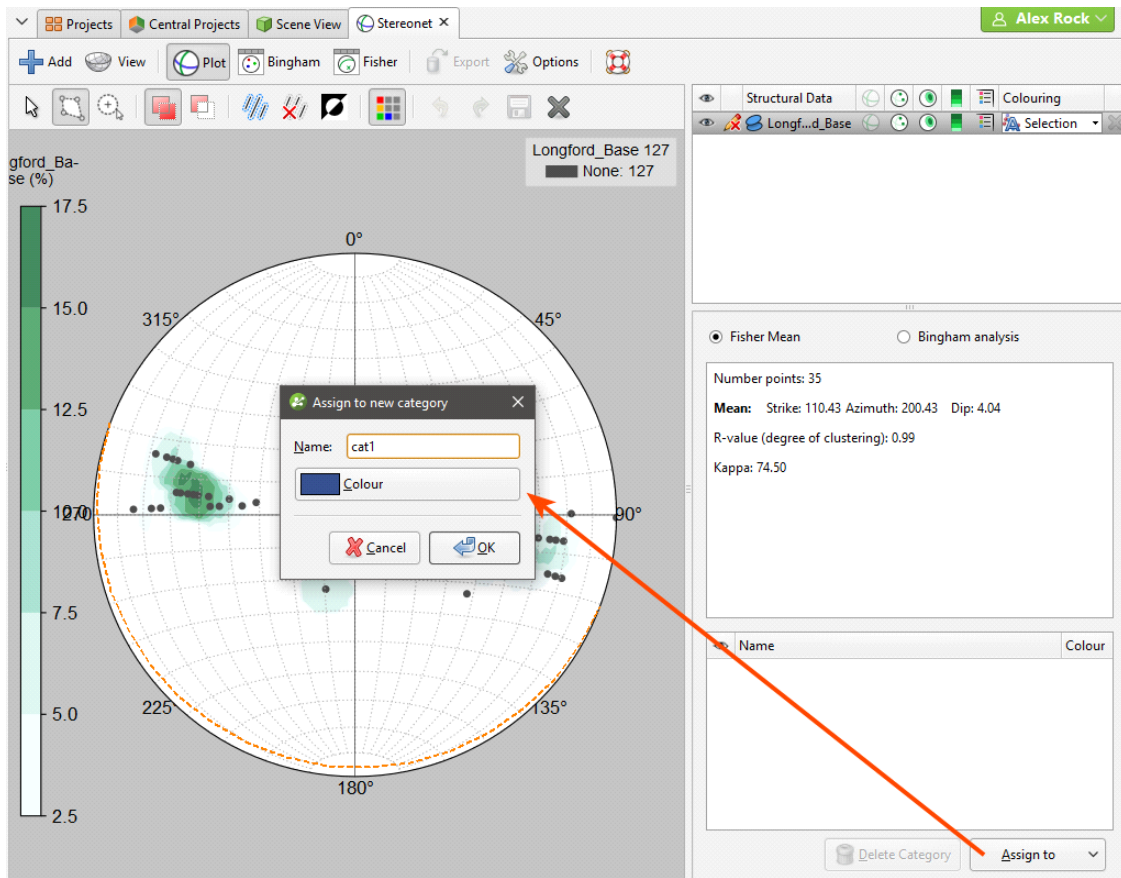 Projects Central Projects Scene View Stereonet Alex Rock
Add View Plot Bingham Fisher Export Options
Structural Data Colouring
Longf...d_Base Selection
Longford_Base 127
None: 127
gford_Ba-
se (%)
17.5
15.0
12.5
10.0
7.5
5.0
2.5
0°
315° 45°
270 90°
225 135°
180°
Assign to new category
Name: cat1
Colour
Cancel OK
Fisher Mean Bingham analysis
Number points: 35
Mean: Strike: 110.43 Azimuth: 200.43 Dip: 4.04
R-value (degree of clustering): 0.99
Kappa: 74.50
Name Colour
Delete Category Assign to